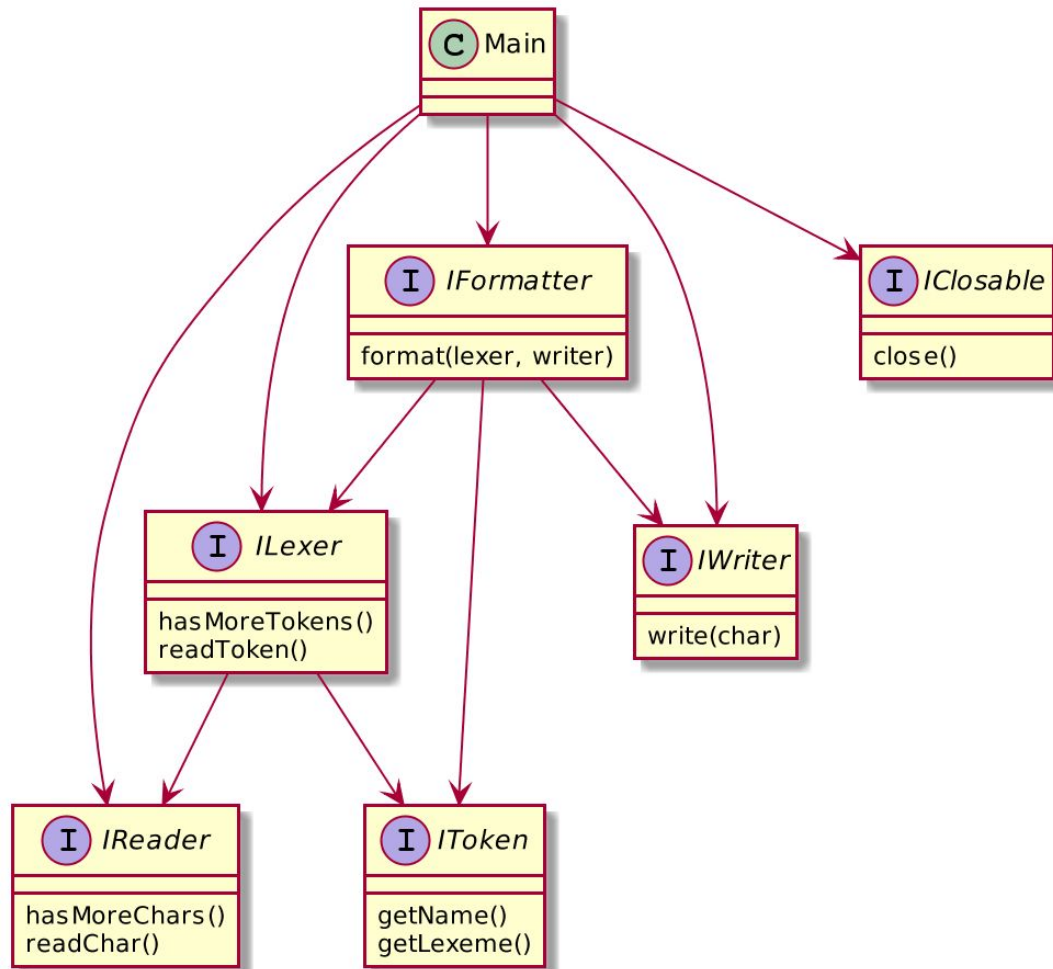 C Main
I IFormatter
format(lexer, writer)
I IClosable
close()
I ILexer
hasMoreTokens()
readToken()
I IWriter
write(char)
I IReader
hasMoreChars()
readChar()
I IToken
getName()
getLexeme()